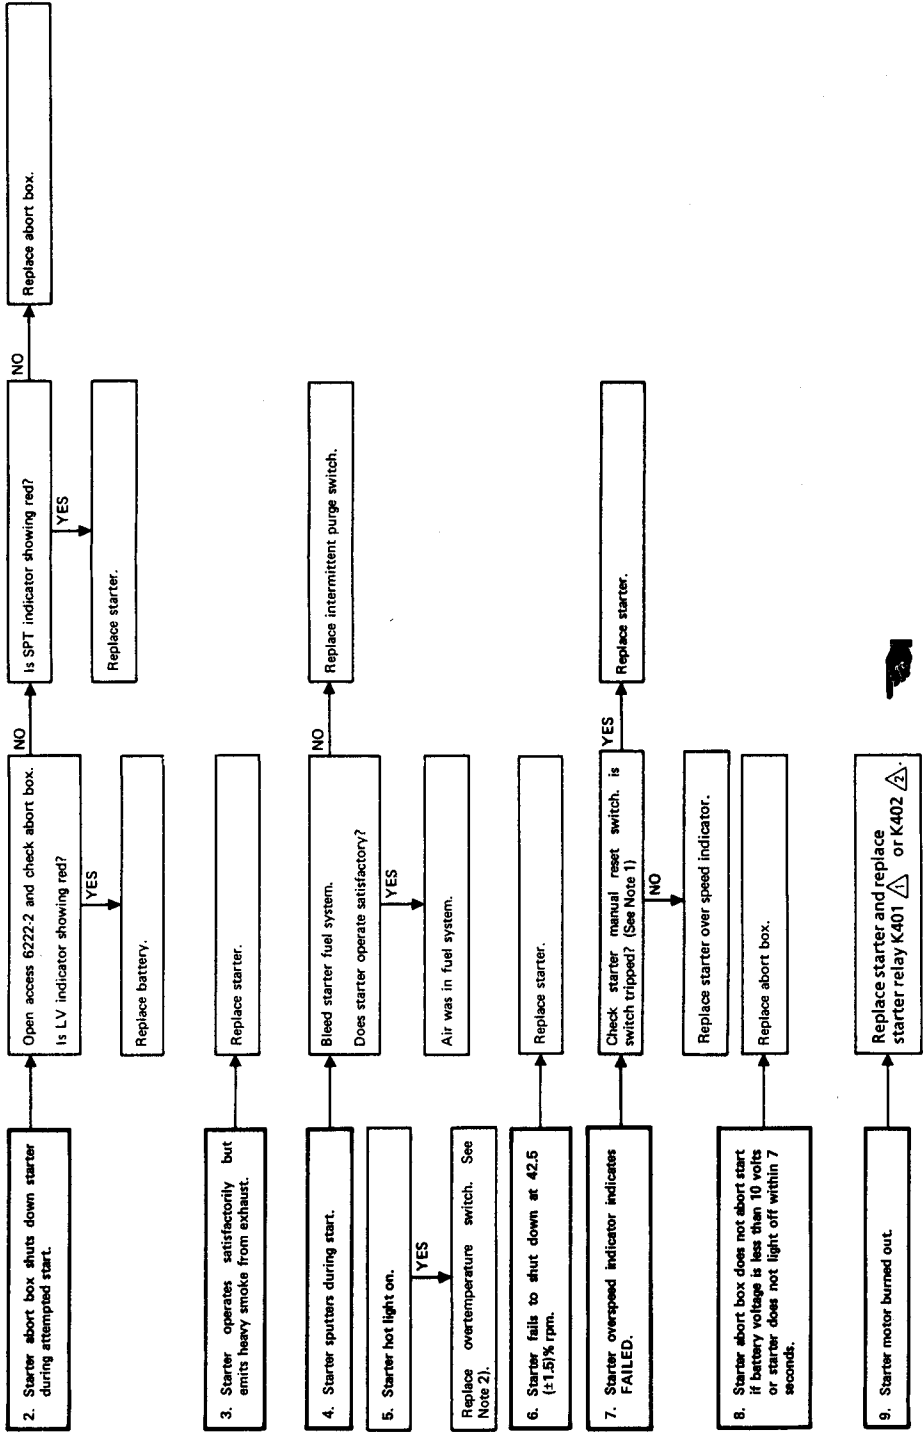 2. Starter abort box shuts down starter
during attempted start.
Open access 6222-2 and check abort box.
Is LV indicator showing red?
NO
Is SPT indicator showing red?
NO
Replace abort box.
YES
Replace battery.
YES
Replace starter.
3. Starter operates satisfactorily but
emits heavy smoke from exhaust.
Replace starter.
4. Starter sputters during start.
Bleed starter fuel system.
Does starter operate satisfactory?
NO
Replace intermittent purge switch.
YES
Air was in fuel system.
5. Starter hot light on.
YES
Replace overtemperature switch. See
Note 2).
6. Starter fails to shut down at 42.5
(±1.5)% rpm.
Replace starter.
7. Starter overspeed indicator indicates
FAILED.
Check starter manual reset switch. is
switch tripped? (See Note 1)
YES
Replace starter.
NO
Replace starter over speed indicator.
8. Starter abort box does not abort start
if battery voltage is less than 10 volts
or starter does not light off within 7
seconds.
Replace abort box.
9. Starter motor burned out.
Replace starter and replace
starter relay K401 1 or K402 2.